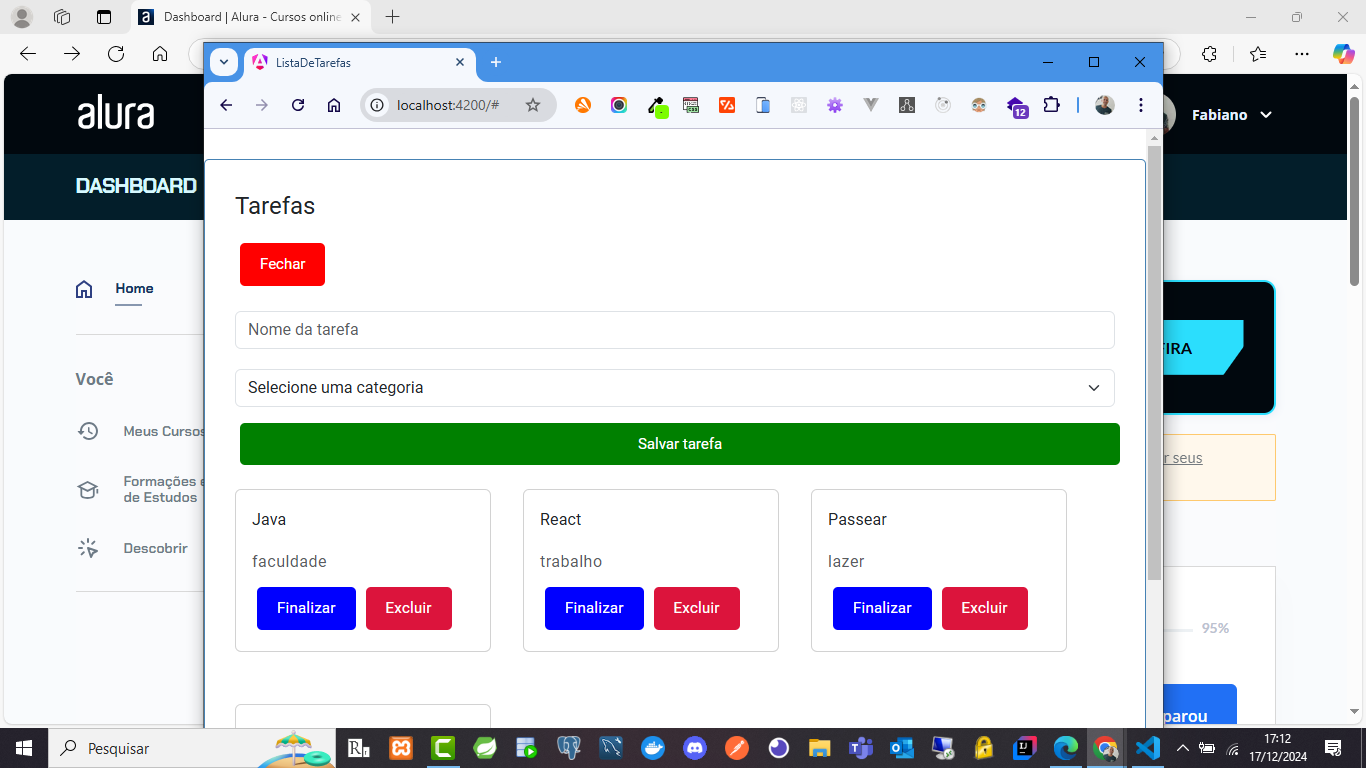 Dashboard | Alura - Cursos online
ListaDeTarefas
localhost:4200/#
12
alura
Fabiano
DASHBOARD
Home
Você
Meus Cursos
Formações e
de Estudos
Descobrir
Tarefas
Fechar
Nome da tarefa
Selecione uma categoria
Salvar tarefa
Java
faculdade
Finalizar
Excluir
React
trabalho
Finalizar
Excluir
Passear
lazer
Finalizar
Excluir
r seus
95%
parou
Pesquisar
17:12
17/12/2024